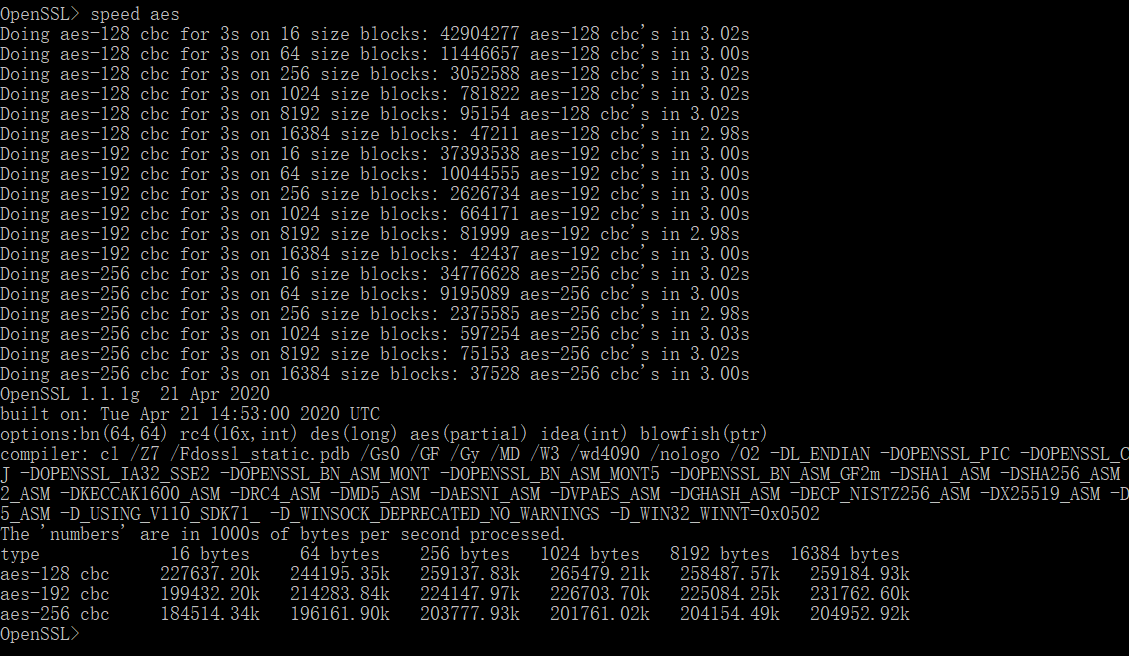 OpenSSL> speed aes
Doing aes-128 cbc for 3s on 16 size blocks: 42904277 aes-128 cbc's in 3.02s
Doing aes-128 cbc for 3s on 64 size blocks: 11446657 aes-128 cbc's in 3.00s
Doing aes-128 cbc for 3s on 256 size blocks: 3052588 aes-128 cbc's in 3.02s
Doing aes-128 cbc for 3s on 1024 size blocks: 781822 aes-128 cbc's in 3.02s
Doing aes-128 cbc for 3s on 8192 size blocks: 95154 aes-128 cbc's in 3.02s
Doing aes-128 cbc for 3s on 16384 size blocks: 47211 aes-128 cbc's in 2.98s
Doing aes-192 cbc for 3s on 16 size blocks: 37393538 aes-192 cbc's in 3.00s
Doing aes-192 cbc for 3s on 64 size blocks: 10044555 aes-192 cbc's in 3.00s
Doing aes-192 cbc for 3s on 256 size blocks: 2626734 aes-192 cbc's in 3.00s
Doing aes-192 cbc for 3s on 1024 size blocks: 664171 aes-192 cbc's in 3.00s
Doing aes-192 cbc for 3s on 8192 size blocks: 81999 aes-192 cbc's in 2.98s
Doing aes-192 cbc for 3s on 16384 size blocks: 42437 aes-192 cbc's in 3.00s
Doing aes-256 cbc for 3s on 16 size blocks: 34776628 aes-256 cbc's in 3.02s
Doing aes-256 cbc for 3s on 64 size blocks: 9195089 aes-256 cbc's in 3.00s
Doing aes-256 cbc for 3s on 256 size blocks: 2375585 aes-256 cbc's in 2.98s
Doing aes-256 cbc for 3s on 1024 size blocks: 597254 aes-256 cbc's in 3.03s
Doing aes-256 cbc for 3s on 8192 size blocks: 75153 aes-256 cbc's in 3.02s
Doing aes-256 cbc for 3s on 16384 size blocks: 37528 aes-256 cbc's in 3.00s
OpenSSL 1.1.1g  21 Apr 2020
built on: Tue Apr 21 14:53:00 2020 UTC
options:bn(64,64) rc4(16x,int) des(long) aes(partial) idea(int) blowfish(ptr)
compiler: cl /Z7 /Fdossl_static.pdb /Gs0 /GF /Gy /MD /W3 /wd4090 /nologo /O2 -DL_ENDIAN -DOPENSSL_PIC -DOPENSSL_C
J -DOPENSSL_IA32_SSE2 -DOPENSSL_BN_ASM_MONT -DOPENSSL_BN_ASM_MONT5 -DOPENSSL_BN_ASM_GF2m -DSHA1_ASM -DSHA256_ASM
2_ASM -DKECCAK1600_ASM -DRC4_ASM -DMD5_ASM -DAESNI_ASM -DVPAES_ASM -DGHASH_ASM -DECP_NISTZ256_ASM -DX25519_ASM -D
5_ASM -D_USING_V110_SDK71_ -D_WINSOCK_DEPRECATED_NO_WARNINGS -D_WIN32_WINNT=0x0502
The 'numbers' are in 1000s of bytes per second processed.
type             16 bytes     64 bytes    256 bytes   1024 bytes   8192 bytes  16384 bytes
aes-128 cbc     227637.20k   244195.35k   259137.83k   265479.21k   258487.57k   259184.93k
aes-192 cbc     199432.20k   214283.84k   224147.97k   226703.70k   225084.25k   231762.60k
aes-256 cbc     184514.34k   196161.90k   203777.93k   201761.02k   204154.49k   204952.92k
OpenSSL>